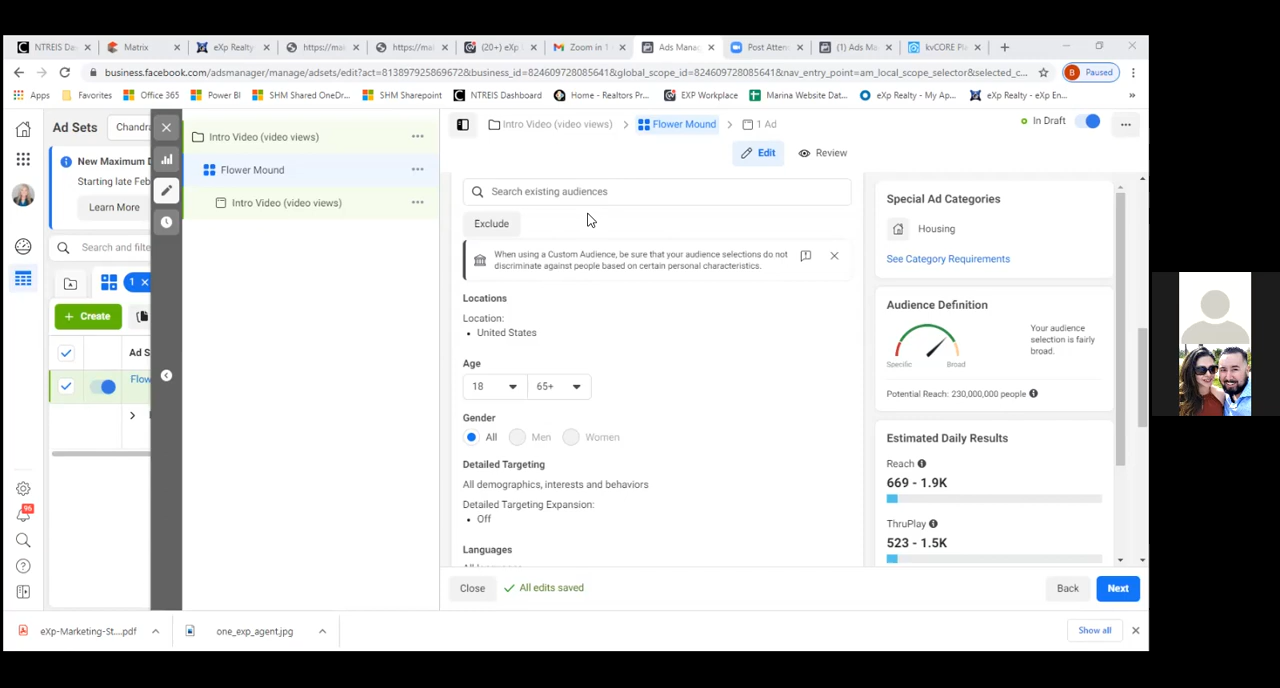 NTREIS Da
Matrix
eXp Realty
https://mai
https://mai
(20+) eXp
Zoom in 1
Ads Mana
Post Atten
(1) Ads Ma
kvCORE Pl
business.facebook.com/adsmanager/manage/adsets/edit?act=813897925869672&business_id=824609728085641&global_scope_id=824609728085641&nav_entry_point=am_local_scope_selector&selected_c...
B Paused
Apps
Favorites
Office 365
Power BI
SHM Shared OneDr...
SHM Sharepoint
NTREIS Dashboard
Home - Realtors Pr...
EXP Workplace
Marina Website Dat...
eXp Realty - My Ap...
eXp Realty - eXp En...
»
Ad Sets
Chandra
Intro Video (video views)
Intro Video (video views) > Flower Mound > 1 Ad
In Draft
Edit
Review
New Maximum
Starting late Feb
Learn More
Flower Mound
Intro Video (video views)
Search and filte
1
+ Create
Ad S
Flow
96
Search existing audiences
Exclude
When using a Custom Audience, be sure that your audience selections do not
discriminate against people based on certain personal characteristics.
Locations
Location:
• United States
Age
18
65+
Gender
All
Men
Women
Detailed Targeting
All demographics, interests and behaviors
Detailed Targeting Expansion:
• Off
Languages
Special Ad Categories
Housing
See Category Requirements
Audience Definition
Your audience
selection is fairly
broad.
Specific
Broad
Potential Reach: 230,000,000 people
Estimated Daily Results
Reach
669 - 1.9K
ThruPlay
523 - 1.5K
Close
All edits saved
Back
Next
eXp-Marketing-St....pdf
one_exp_agent.jpg
Show all